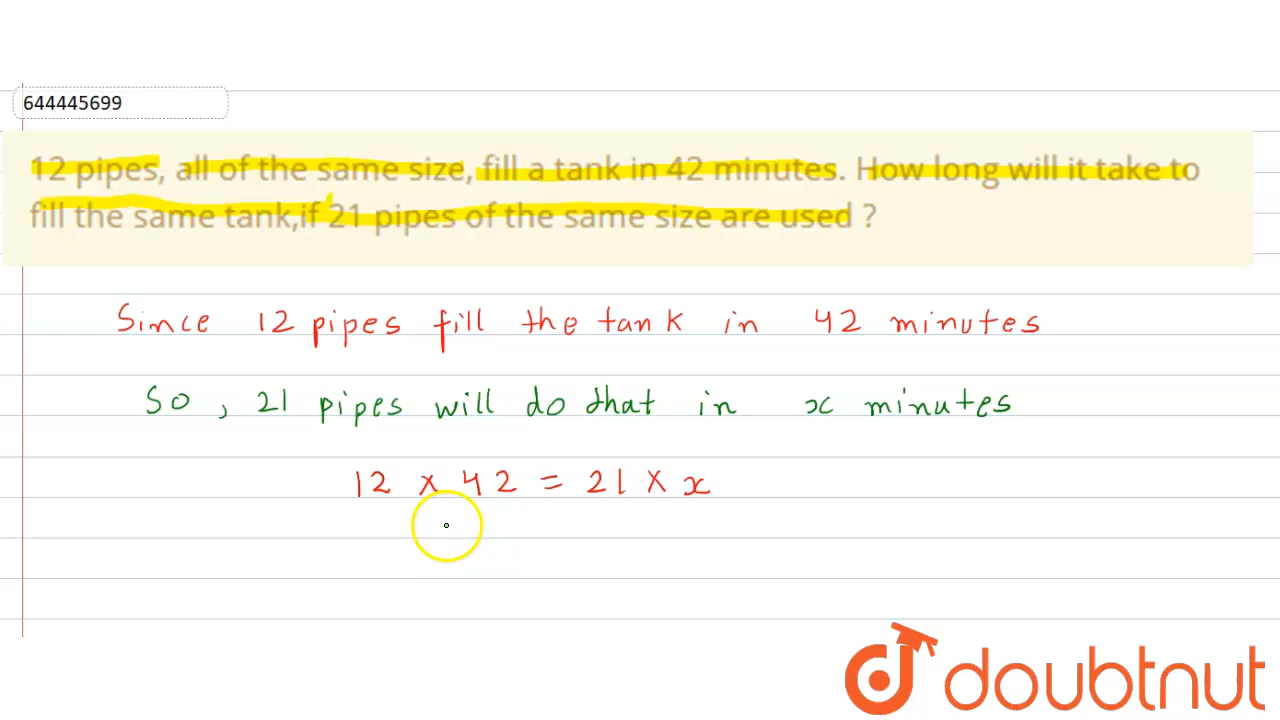 644445699
12 pipes, all of the same size, fill a tank in 42 minutes. How long will it take to
fill the same tank,if 21 pipes of the same size are used ?
Since 12 pipes fill the tank in 42 minutes
So, 21 pipes will do that in x minutes
12 × 42 = 21 × x
doubtnut